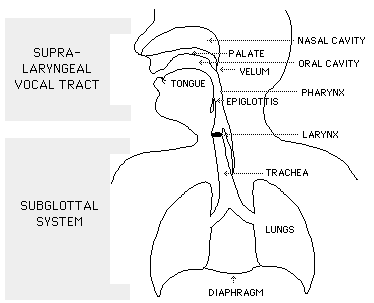 SUPRA-
LARYNGEAL
VOCAL TRACT
NASAL CAVITY
PALATE
ORAL CAVITY
VELUM
TONGUE
PHARYNX
EPIGLOTTIS
LARYNX
TRACHEA
SUBGLOTTAL
SYSTEM
LUNGS
DIAPHRAGM